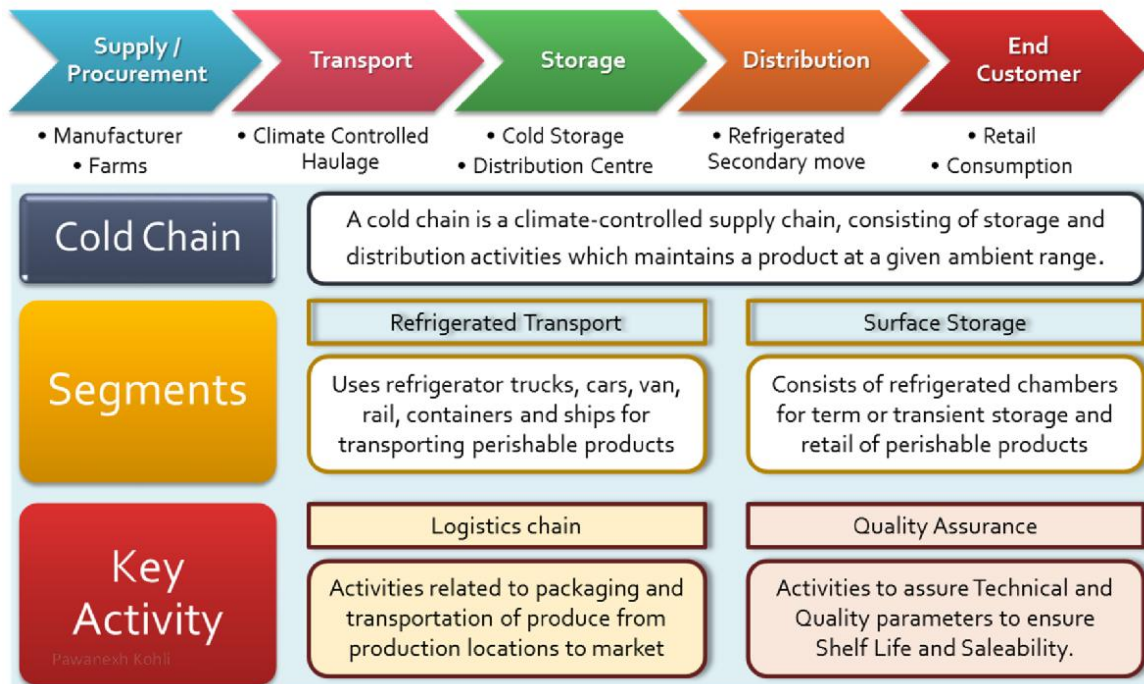 Supply /
Procurement
Transport
Storage
Distribution
End
Customer
• Manufacturer
• Farms
• Climate Controlled
Haulage
• Cold Storage
• Distribution Centre
• Refrigerated
Secondary move
• Retail
• Consumption
Cold Chain
A cold chain is a climate-controlled supply chain, consisting of storage and
distribution activities which maintains a product at a given ambient range.
Segments
Refrigerated Transport
Uses refrigerator trucks, cars, van,
rail, containers and ships for
transporting perishable products
Surface Storage
Consists of refrigerated chambers
for term or transient storage and
retail of perishable products
Key
Activity
Pawanexh Kohli
Logistics chain
Activities related to packaging and
transportation of produce from
production locations to market
Quality Assurance
Activities to assure Technical and
Quality parameters to ensure
Shelf Life and Saleability.